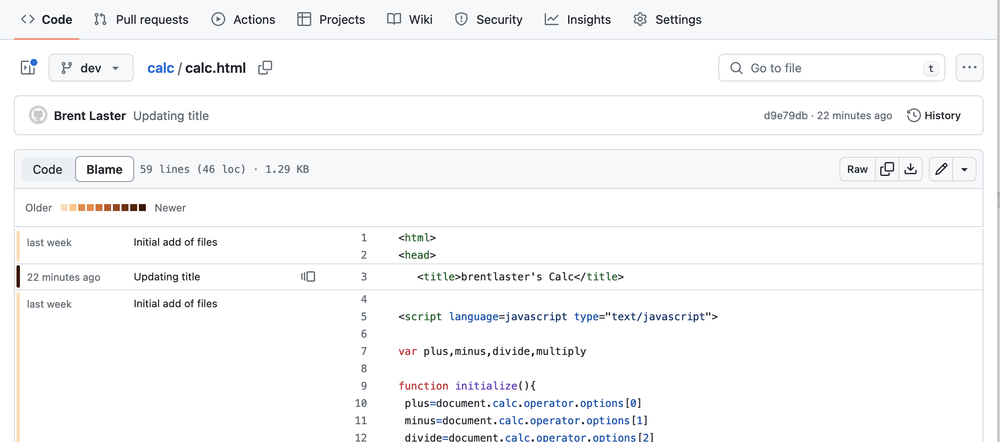 Code Pull requests Actions Projects Wiki Security Insights Settings
dev calc / calc.html Go to file t
Brent Laster Updating title d9e79db · 22 minutes ago History
Code Blame 59 lines (46 loc) · 1.29 KB Raw
Older Newer
last week Initial add of files 1 <html>
2 <head>
22 minutes ago Updating title 3 <title>brentlaster's Calc</title>
last week Initial add of files 4
5 <script language=javascript type="text/javascript">
6
7 var plus,minus,divide,multiply
8
9 function initialize(){
10 plus=document.calc.operator.options[0]
11 minus=document.calc.operator.options[1]
12 divide=document.calc.operator.options[2]